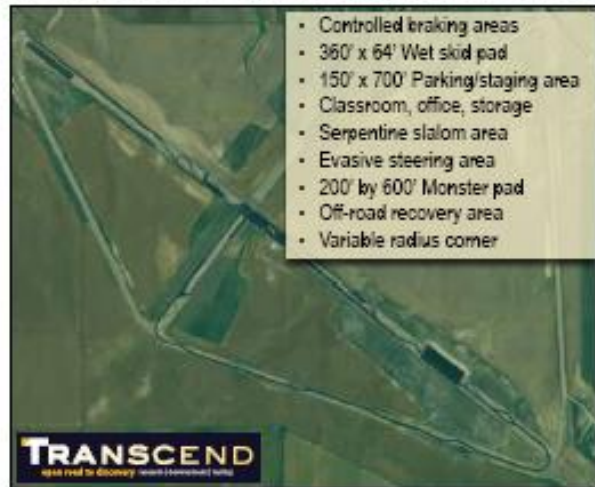 Controlled braking areas
360' x 64' Wet skid pad
150' x 700' Parking/staging area
Classroom, office, storage
Serpentine slalom area
Evasive steering area
200' by 600' Monster pad
Off-road recovery area
Variable radius corner
TRANSCEND
open road to discovery